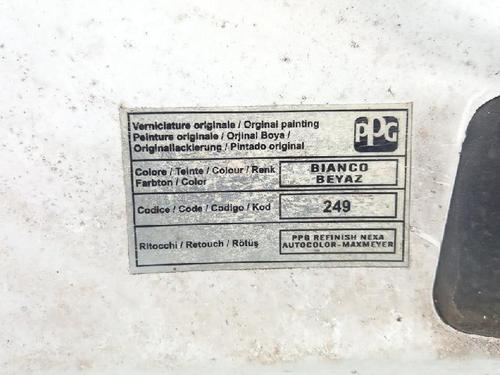 Verniciature originale / Orginal painting
Peinture originale / Orjinal Boya /
Originallackierung / Pintado original
PPG
Colore / Teinte / Colour / Renk
Farbton / Color
BIANCO
BEYAZ
Codice / Code / Codigo / Kod
249
Ritocchi / Retouch / Rötuş
PPG REFINISH NEXA
AUTOCOLOR-MAXMEYER